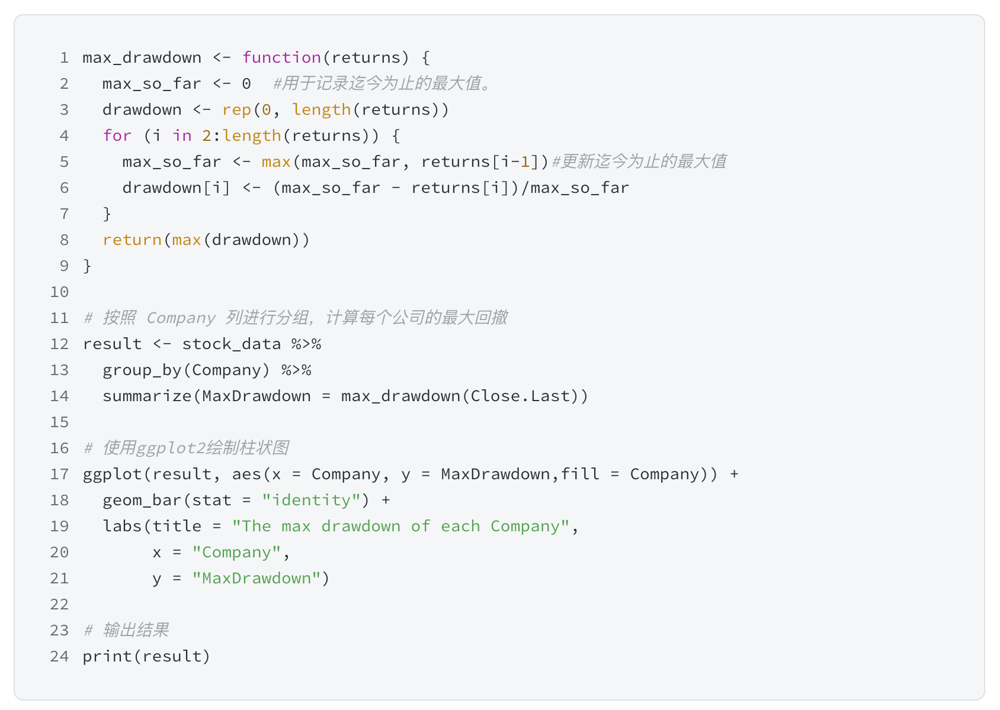 1 max_drawdown <- function(returns) {
2   max_so_far <- 0  #用于记录迄今为止的最大值。
3   drawdown <- rep(0, length(returns))
4   for (i in 2:length(returns)) {
5     max_so_far <- max(max_so_far, returns[i-1])#更新迄今为止的最大值
6     drawdown[i] <- (max_so_far - returns[i])/max_so_far
7   }
8   return(max(drawdown))
9 }
10
11 # 按照 Company 列进行分组，计算每个公司的最大回撤
12 result <- stock_data %>%
13   group_by(Company) %>%
14   summarize(MaxDrawdown = max_drawdown(Close.Last))
15
16 # 使用ggplot2绘制柱状图
17 ggplot(result, aes(x = Company, y = MaxDrawdown,fill = Company)) +
18   geom_bar(stat = "identity") +
19   labs(title = "The max drawdown of each Company",
20        x = "Company",
21        y = "MaxDrawdown")
22
23 # 输出结果
24 print(result)